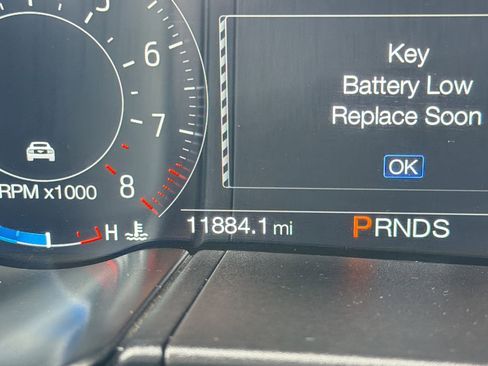 6
7
8
RPM x1000
H
Key
Battery Low
Replace Soon
OK
11884.1 mi
PRNDS